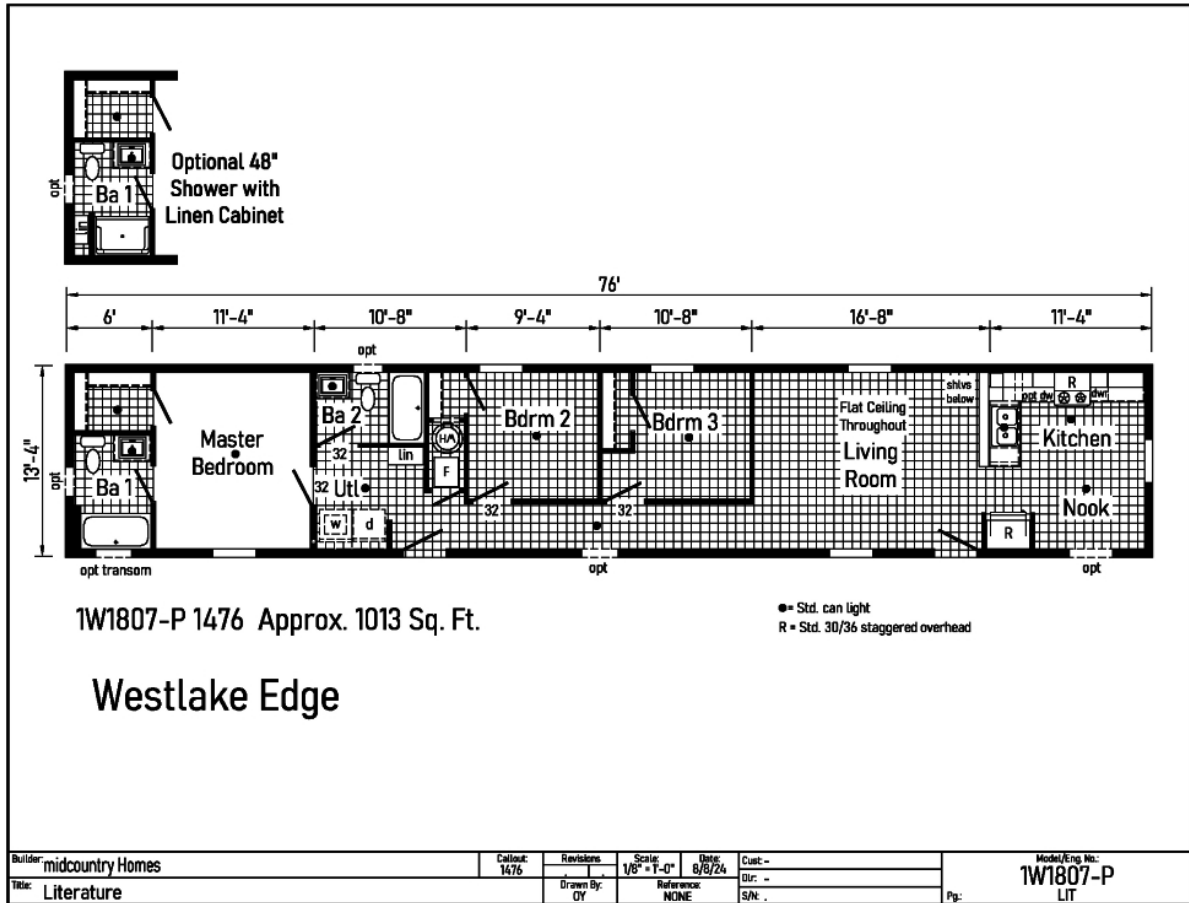 opt
Ba 1
Optional 48"
Shower with
Linen Cabinet
76'
6'
11'-4"
10'-8"
9'-4"
10'-8"
16'-8"
11'-4"
13'-4"
opt
opt
Ba 1
opt transom
Master
Bedroom
Ba 2
32
32
Utl
lin
w
d
F
Bdrm 2
32
Bdrm 3
32
opt
Flat Ceiling
Throughout
Living
Room
shlvs
below
opt dw
R
dwr
Kitchen
Nook
R
opt
1W1807-P 1476 Approx. 1013 Sq. Ft.
●= Std. can light
R = Std. 30/36 staggered overhead
Westlake Edge
Builder: midcountry Homes
Callout: 1476
Revisions
Scale: 1/8" = 1'-0"
Date: 8/8/24
Cust: -
Dlr: -
S/N: .
Model/Eng. No.: 1W1807-P
Title: Literature
Drawn By: OY
Reference: NONE
Pg.: LIT